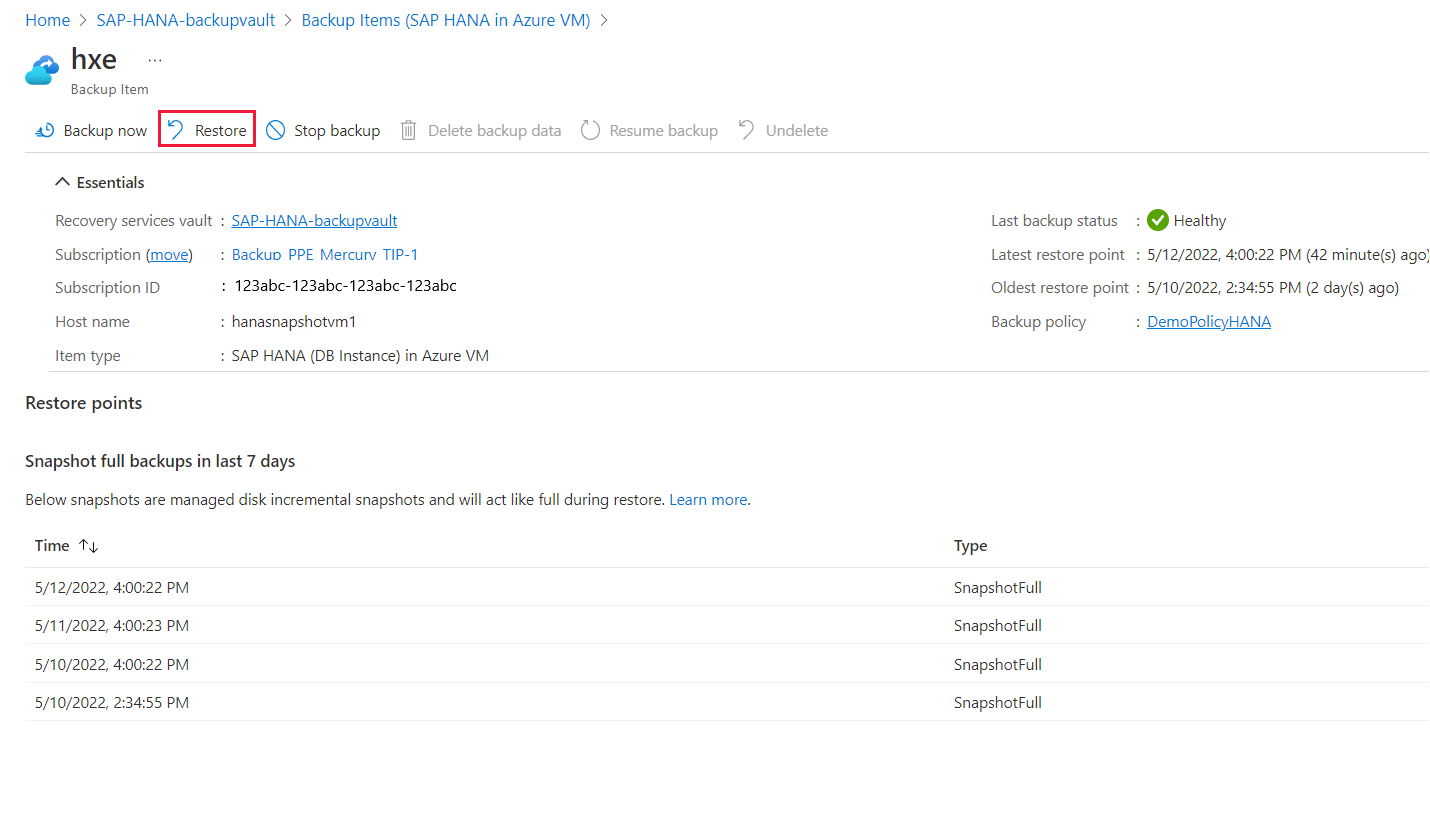 Home > SAP-HANA-backupvault > Backup Items (SAP HANA in Azure VM) >
hxe ...
Backup Item
Backup now Restore Stop backup Delete backup data Resume backup Undelete
Essentials
Recovery services vault : SAP-HANA-backupvault Last backup status : Healthy
Subscription (move) : Backup PPE Mercury TIP-1 Latest restore point : 5/12/2022, 4:00:22 PM (42 minute(s) ago)
Subscription ID : 123abc-123abc-123abc-123abc Oldest restore point : 5/10/2022, 2:34:55 PM (2 day(s) ago)
Host name : hanasnapshotvm1 Backup policy : DemoPolicyHANA
Item type : SAP HANA (DB Instance) in Azure VM
Restore points
Snapshot full backups in last 7 days
Below snapshots are managed disk incremental snapshots and will act like full during restore. Learn more.
Time ↑↓ Type
5/12/2022, 4:00:22 PM SnapshotFull
5/11/2022, 4:00:23 PM SnapshotFull
5/10/2022, 4:00:22 PM SnapshotFull
5/10/2022, 2:34:55 PM SnapshotFull